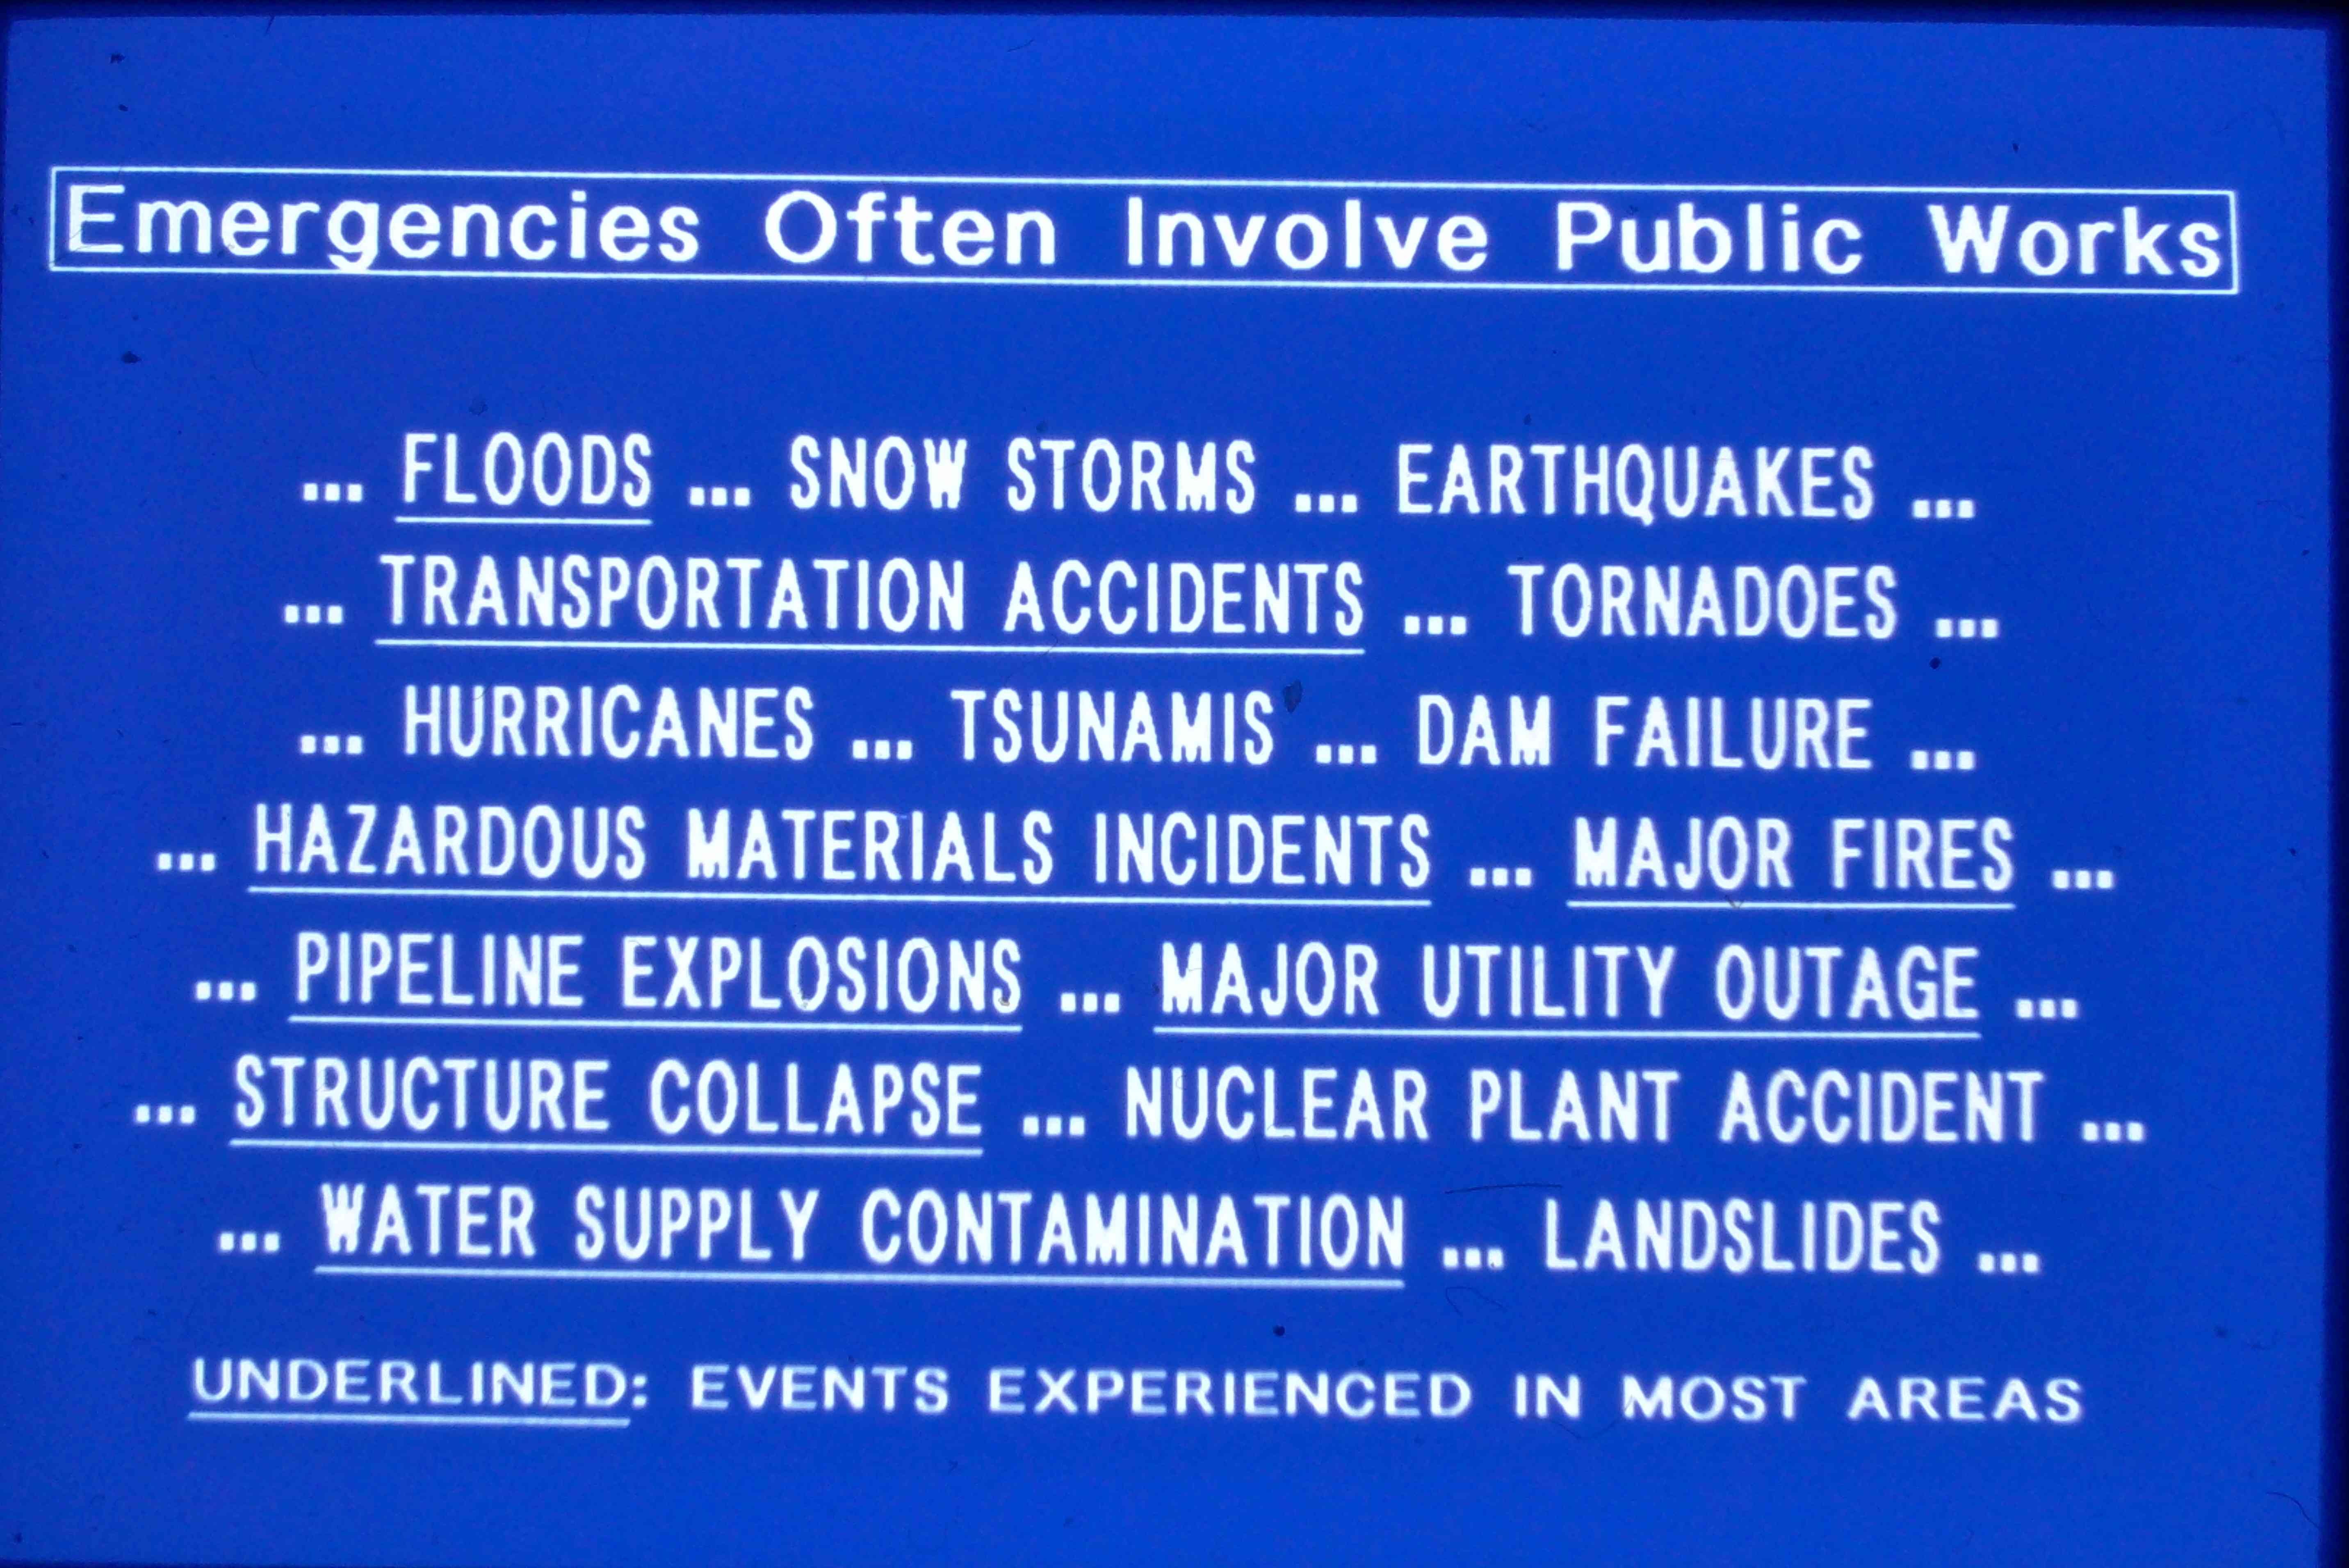 Emergencies Often Involve Public Works
... FLOODS ... SNOW STORMS ... EARTHQUAKES ...
... TRANSPORTATION ACCIDENTS ... TORNADOES ...
... HURRICANES ... TSUNAMIS ... DAM FAILURE ...
... HAZARDOUS MATERIALS INCIDENTS ... MAJOR FIRES ...
... PIPELINE EXPLOSIONS ... MAJOR UTILITY OUTAGE ...
... STRUCTURE COLLAPSE ... NUCLEAR PLANT ACCIDENT ...
... WATER SUPPLY CONTAMINATION ... LANDSLIDES ...
UNDERLINED: EVENTS EXPERIENCED IN MOST AREAS